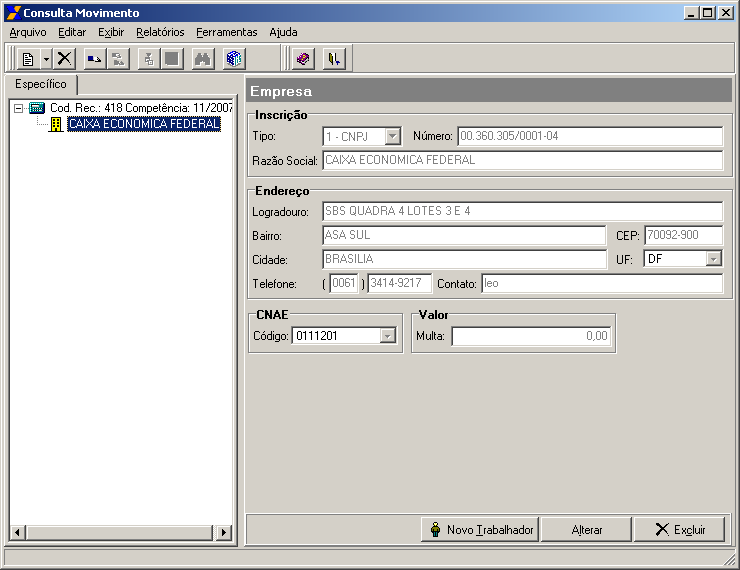 Consulta Movimento
Arquivo Editar Exibir Relatórios Ferramentas Ajuda
Específico
Cod. Rec.: 418 Competência: 11/2007
CAIXA ECONOMICA FEDERAL
Empresa
Inscrição
Tipo: 1 - CNPJ Número: 00.360.305/0001-04
Razão Social: CAIXA ECONOMICA FEDERAL
Endereço
Logradouro: SBS QUADRA 4 LOTES 3 E 4
Bairro: ASA SUL CEP: 70092-900
Cidade: BRASILIA UF: DF
Telefone: ( 0061 ) 3414-9217 Contato: leo
CNAE Valor
Código: 0111201 Multa: 0,00
Novo Trabalhador Alterar Excluir